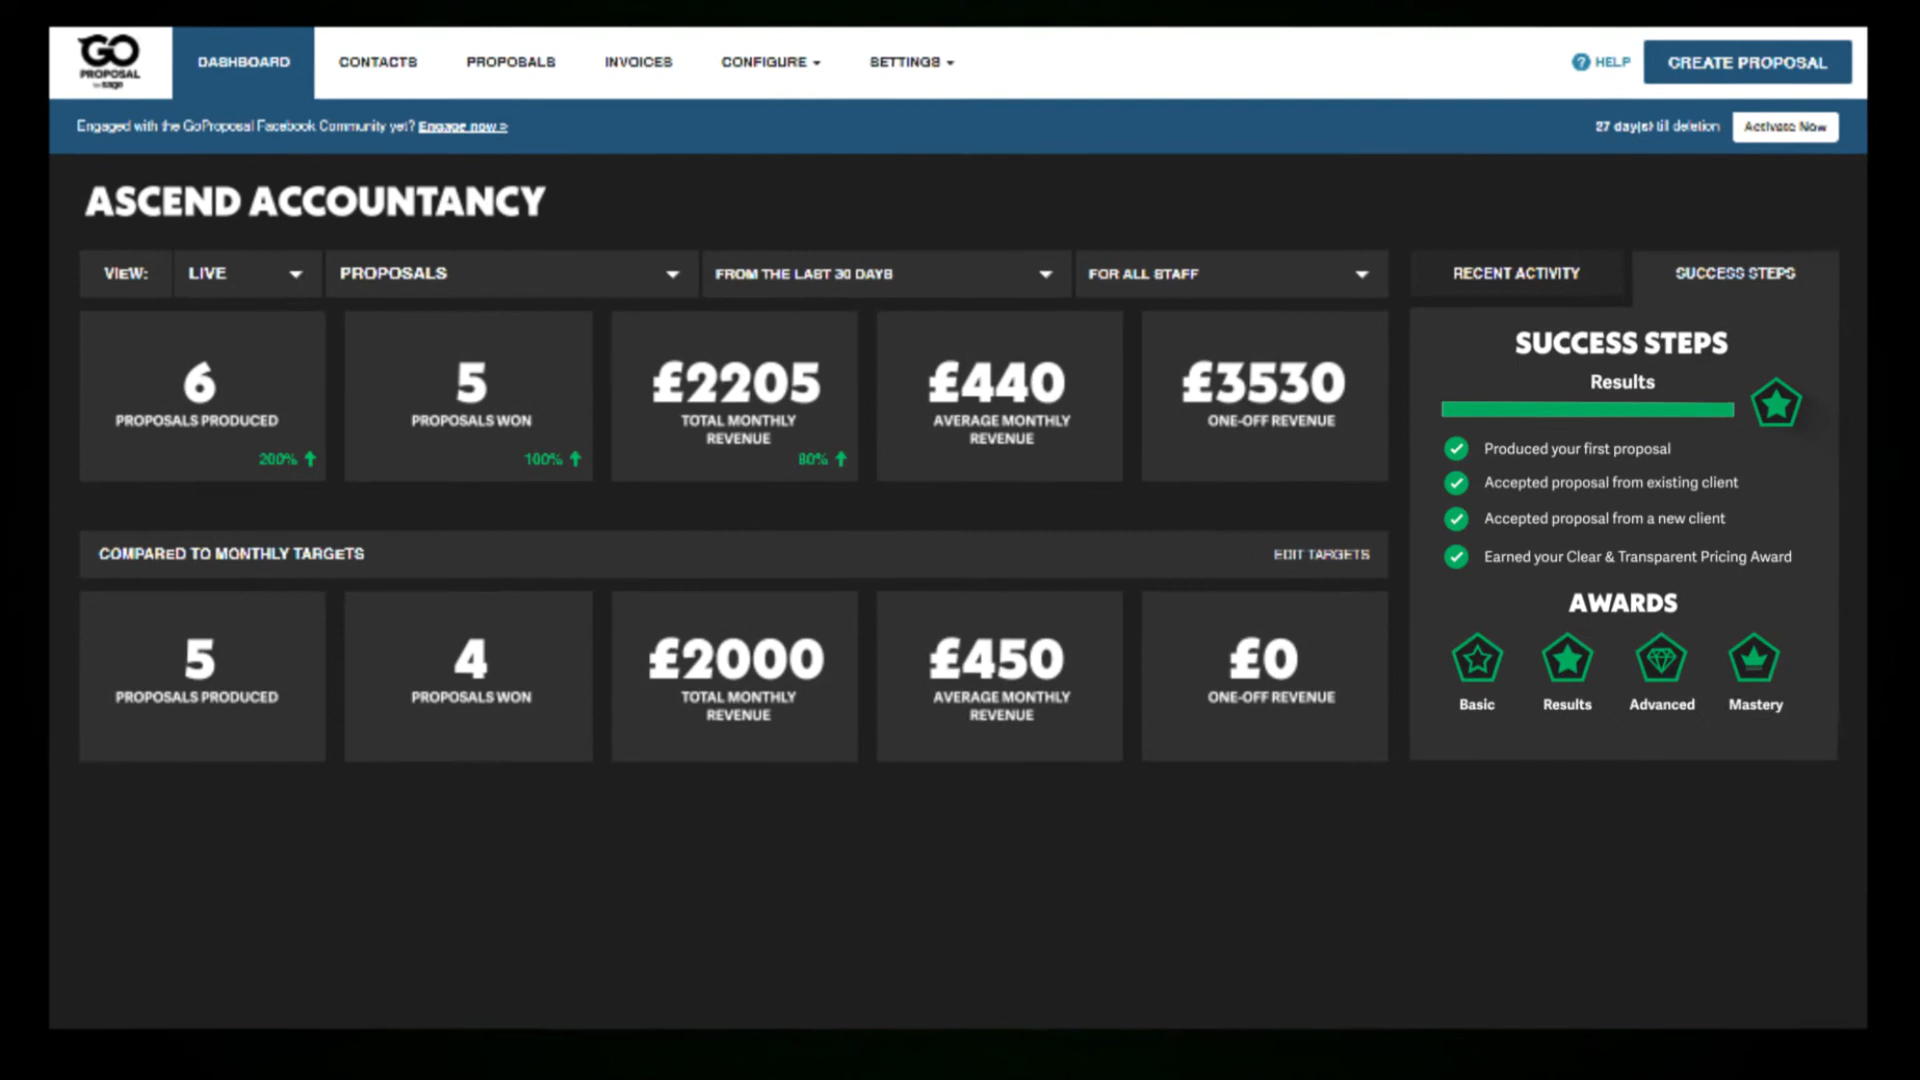 GO
PROPOSAL
by sage
DASHBOARD
CONTACTS
PROPOSALS
INVOICES
CONFIGURE
SETTINGS
? HELP
CREATE PROPOSAL
Engaged with the GoProposal Facebook Community yet? Engage now >
27 day(s) till deletion
Activate Now
ASCEND ACCOUNTANCY
VIEW:
LIVE
PROPOSALS
FROM THE LAST 30 DAYS
FOR ALL STAFF
RECENT ACTIVITY
SUCCESS STEPS
6
PROPOSALS PRODUCED
200%
5
PROPOSALS WON
100%
£2205
TOTAL MONTHLY
REVENUE
80%
£440
AVERAGE MONTHLY
REVENUE
£3530
ONE-OFF REVENUE
SUCCESS STEPS
Results
Produced your first proposal
Accepted proposal from existing client
Accepted proposal from a new client
Earned your Clear & Transparent Pricing Award
AWARDS
Basic
Results
Advanced
Mastery
COMPARED TO MONTHLY TARGETS
EDIT TARGETS
5
PROPOSALS PRODUCED
4
PROPOSALS WON
£2000
TOTAL MONTHLY
REVENUE
£450
AVERAGE MONTHLY
REVENUE
£0
ONE-OFF REVENUE